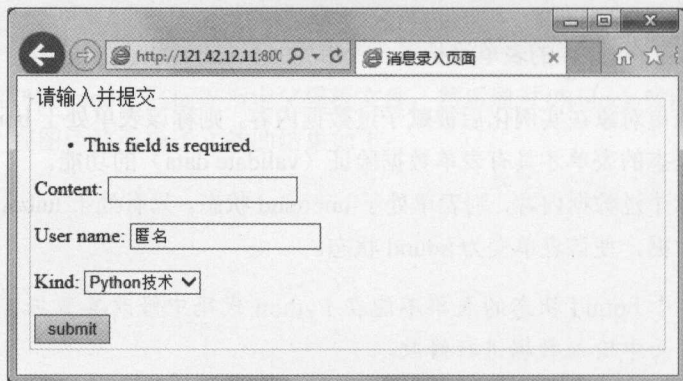 http://121.42.12.11:800
消息录入页面
请输入并提交
This field is required.
Content:
User name: 匿名
Kind: Python技术
submit